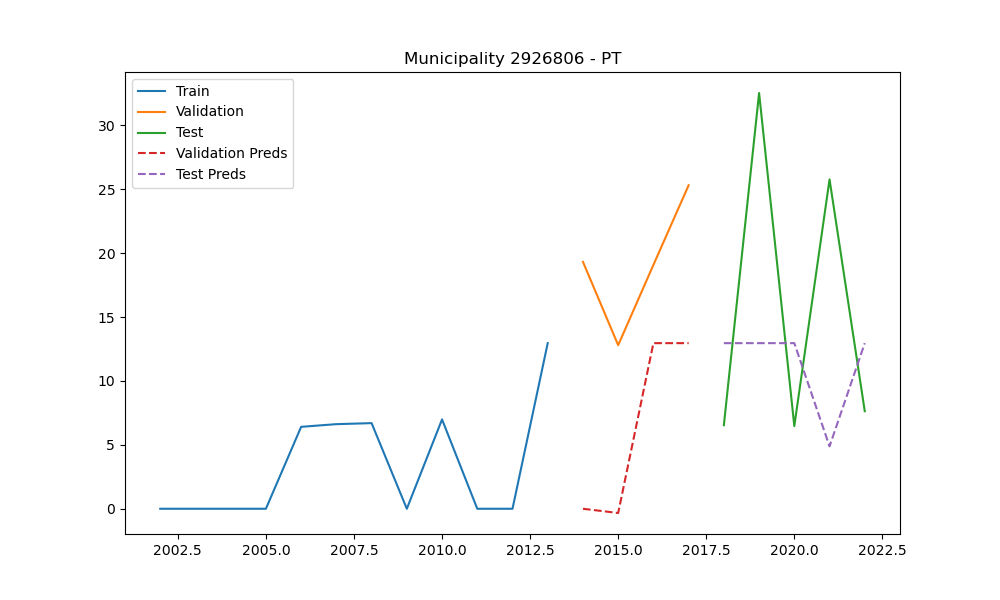 Municipality 2926806 - PT
Train
Validation
Test
Validation Preds
Test Preds
30
25
20
15
10
5
0
2002.5 2005.0 2007.5 2010.0 2012.5 2015.0 2017.5 2020.0 2022.5